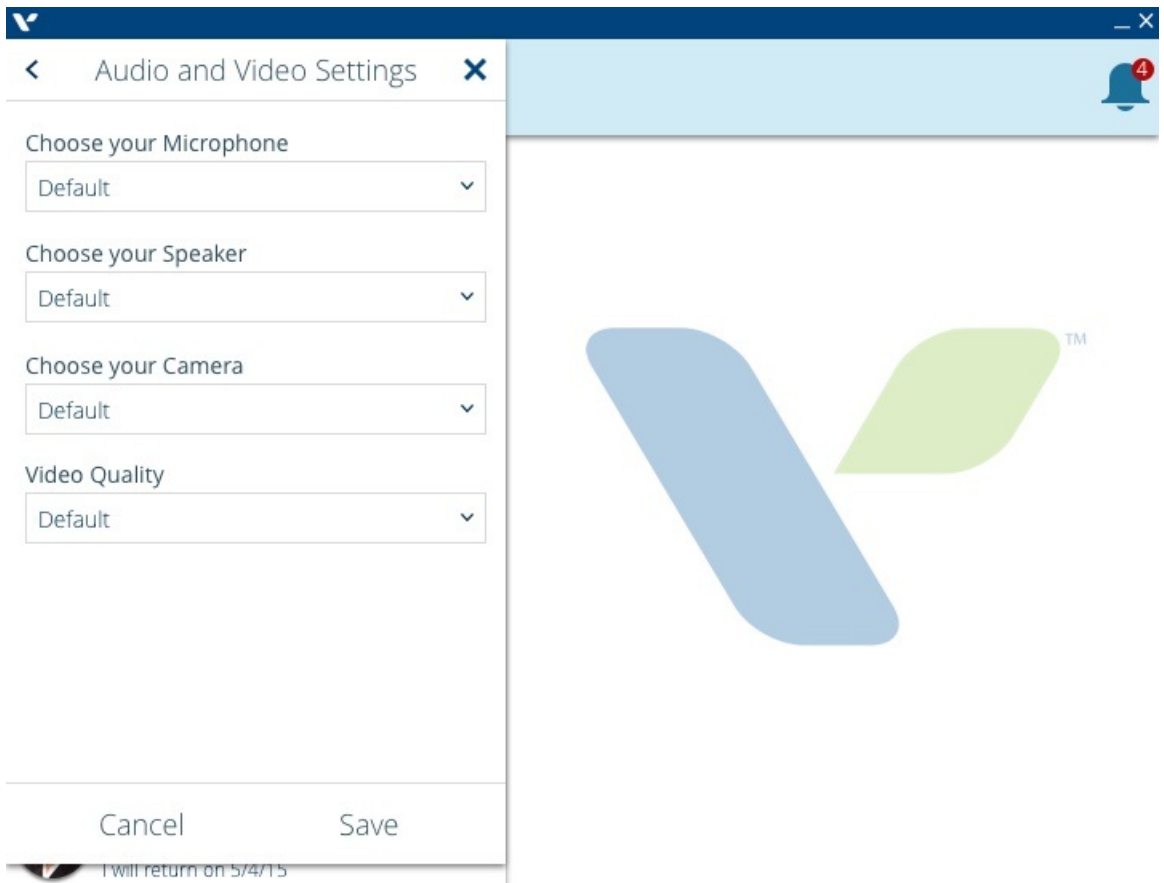 Audio and Video Settings
4
Choose your Microphone
Default
Choose your Speaker
Default
TM
Choose your Camera
Default
Video Quality
Default
Cancel Save
I will return on 5/4/15